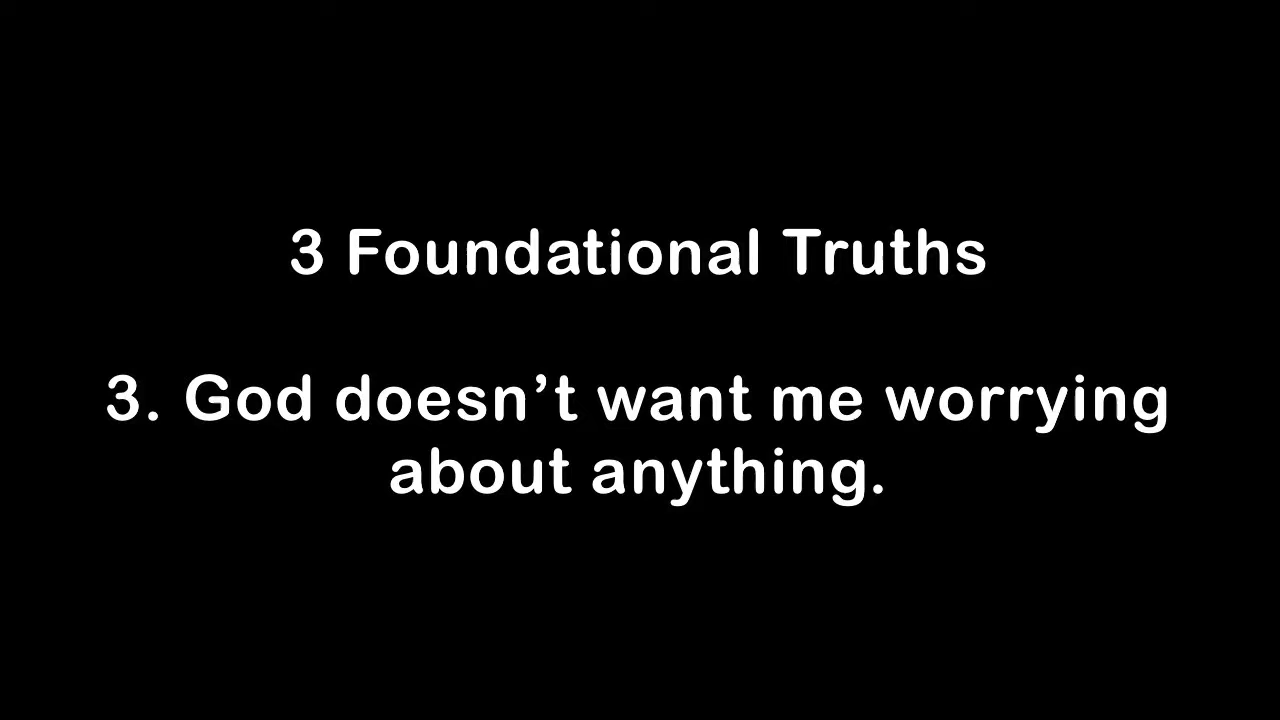 3 Foundational Truths
3. God doesn’t want me worrying
about anything.